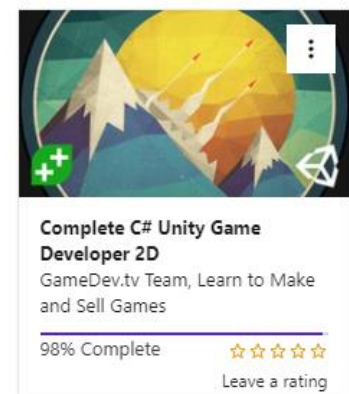 Complete C# Unity Game
Developer 2D
GameDev.tv Team, Learn to Make
and Sell Games
98% Complete
Leave a rating